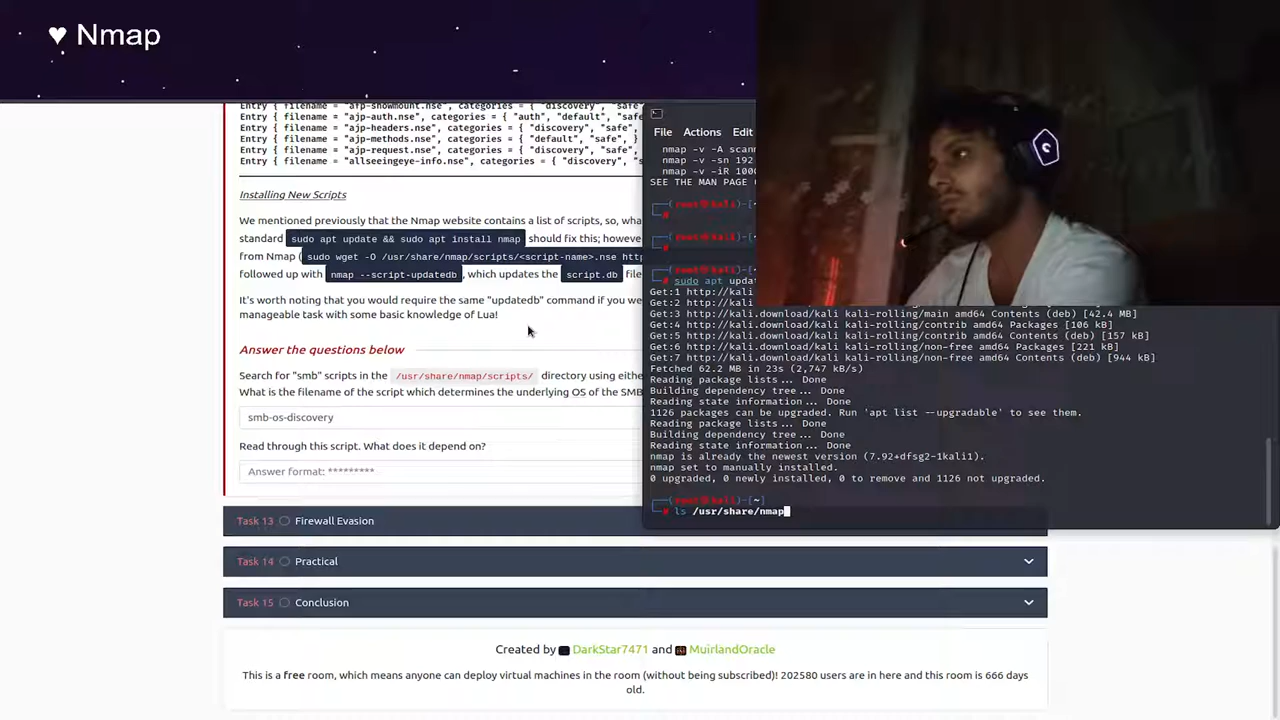 ♥ Nmap
Entry { filename = "ajp-showmount.nse", categories = { "discovery", "safe"
Entry { filename = "ajp-auth.nse", categories = { "auth", "default", "safe",
Entry { filename = "ajp-headers.nse", categories = { "discovery", "safe",
Entry { filename = "ajp-methods.nse", categories = { "default", "safe", }
Entry { filename = "ajp-request.nse", categories = { "discovery", "safe",
Entry { filename = "allseeingeye-info.nse", categories = { "discovery",
Installing New Scripts
We mentioned previously that the Nmap website contains a list of scripts, so, wha
standard sudo apt update && sudo apt install nmap should fix this; howeve
from Nmap ( sudo wget -O /usr/share/nmap/scripts/<script-name>.nse http
followed up with nmap --script-updatedb, which updates the script.db file
It's worth noting that you would require the same "updatedb" command if you we
manageable task with some basic knowledge of Lua!
Answer the questions below
Search for "smb" scripts in the /usr/share/nmap/scripts/ directory using eithe
What is the filename of the script which determines the underlying OS of the SMB
smb-os-discovery
Read through this script. What does it depend on?
Answer format: *********
Task 13 Firewall Evasion
Task 14 Practical
Task 15 Conclusion
Created by DarkStar7471 and MuirlandOracle
This is a free room, which means anyone can deploy virtual machines in the room (without being subscribed)! 202580 users are in here and this room is 666 days
old.
File Actions Edit
nmap -v -A scanm
nmap -v -sn 192
nmap -v -iR 1000
SEE THE MAN PAGE
┌──(root㉿kali)-[~
└─#
┌──(root㉿kali)-[~
└─#
┌──(root㉿kali)-[~
└─# sudo apt updat
Get:1 http://kali.
Get:2 http://kali.
Get:3 http://kali.download/kali kali-rolling/main amd64 Contents (deb) [42.4 MB]
Get:4 http://kali.download/kali kali-rolling/contrib amd64 Packages [106 kB]
Get:5 http://kali.download/kali kali-rolling/contrib amd64 Contents (deb) [157 kB]
Get:6 http://kali.download/kali kali-rolling/non-free amd64 Packages [221 kB]
Get:7 http://kali.download/kali kali-rolling/non-free amd64 Contents (deb) [944 kB]
Fetched 62.2 MB in 23s (2,747 kB/s)
Reading package lists... Done
Building dependency tree... Done
Reading state information... Done
1126 packages can be upgraded. Run 'apt list --upgradable' to see them.
Reading package lists... Done
Building dependency tree... Done
Reading state information... Done
nmap is already the newest version (7.92+dfsg2-1kali1).
nmap set to manually installed.
0 upgraded, 0 newly installed, 0 to remove and 1126 not upgraded.
┌──(root㉿kali)-[~]
└─# ls /usr/share/nmap